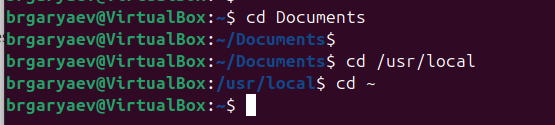 brgaryaev@VirtualBox:~$ cd Documents
brgaryaev@VirtualBox:~/Documents$
brgaryaev@VirtualBox:~/Documents$ cd /usr/local
brgaryaev@VirtualBox:/usr/local$ cd ~
brgaryaev@VirtualBox:~$